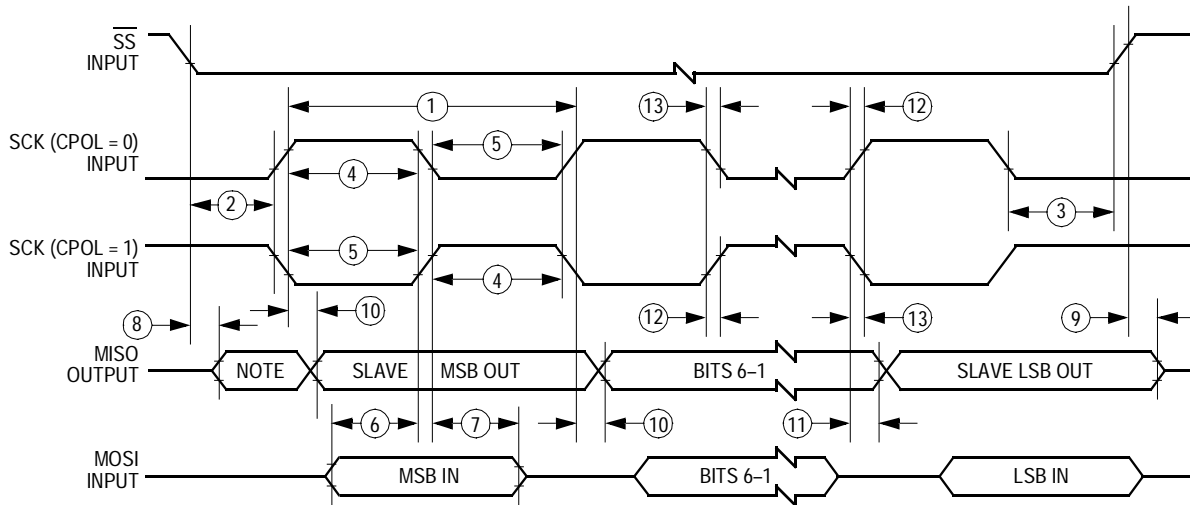 SS
INPUT
1
13
12
SCK (CPOL = 0)
INPUT
5
4
2
3
SCK (CPOL = 1)
INPUT
5
4
8
10
12
13
9
MISO
OUTPUT
NOTE
SLAVE MSB OUT
BITS 6–1
SLAVE LSB OUT
6
7
10
11
MOSI
INPUT
MSB IN
BITS 6–1
LSB IN